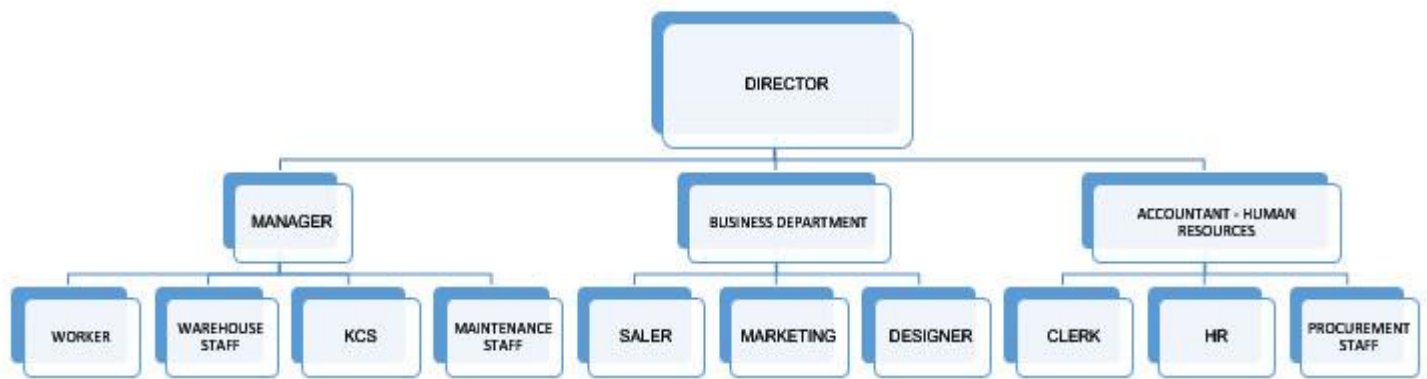 DIRECTOR
MANAGER
BUSINESS DEPARTMENT
ACCOUNTANT - HUMAN
RESOURCES
WORKER
WAREHOUSE
STAFF
KCS
MAINTENANCE
STAFF
SALER
MARKETING
DESIGNER
CLERK
HR
PROCUREMENT
STAFF